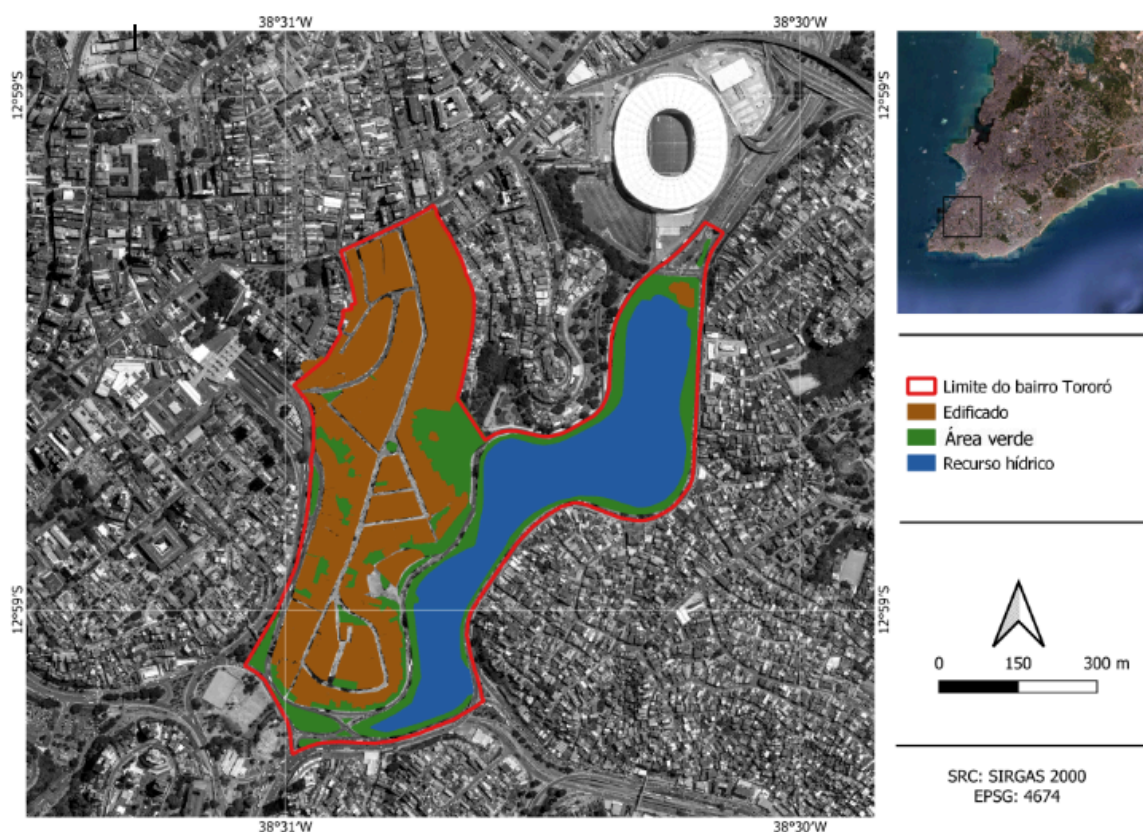 38°31'W
38°30'W
12°59'S
12°59'S
Limite do bairro Tororó
Edificado
Área verde
Recurso hídrico
12°59'S
12°59'S
0
150
300 m
38°31'W
38°30'W
SRC: SIRGAS 2000
EPSG: 4674